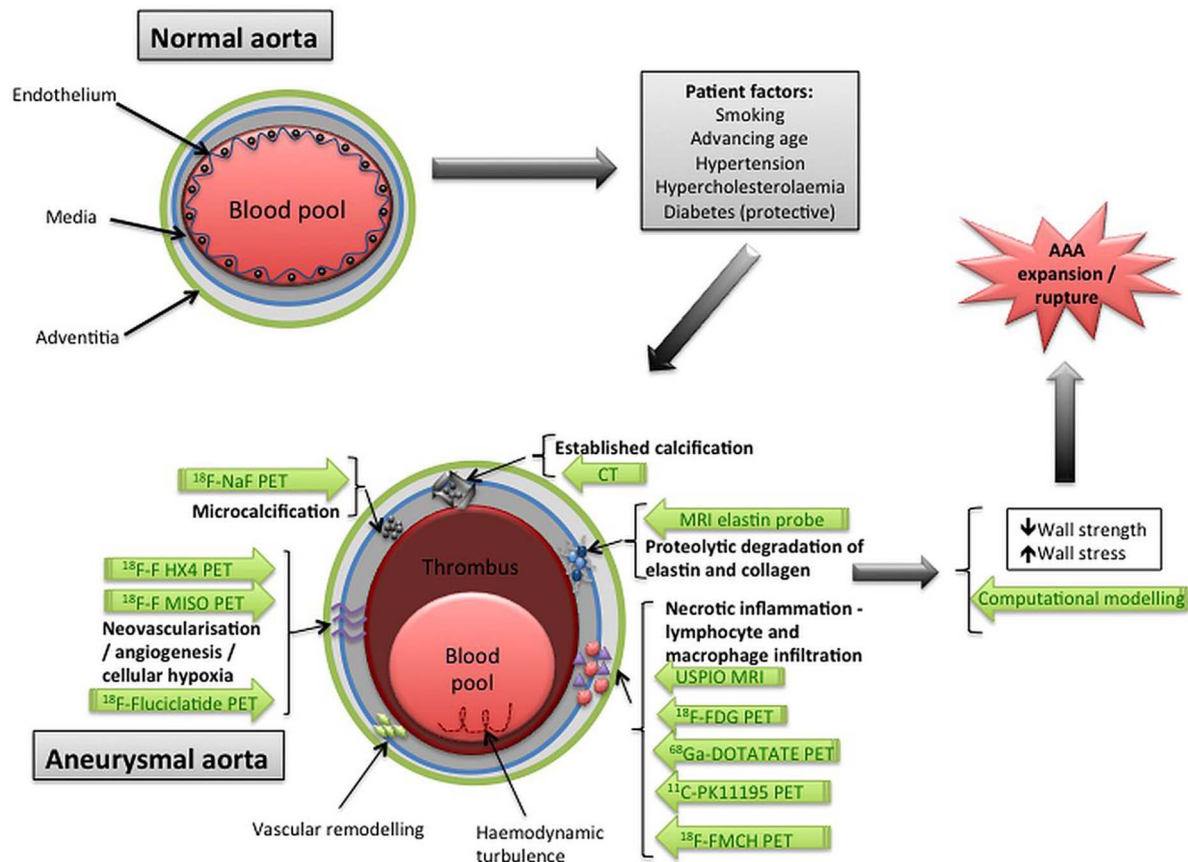 Normal aorta
Endothelium
Media
Adventitia
Blood pool
Patient factors:
Smoking
Advancing age
Hypertension
Hypercholesterolaemia
Diabetes (protective)
AAA
expansion /
rupture
Established calcification
CT
¹⁸F-NaF PET
Microcalcification
MRI elastin probe
Proteolytic degradation of
elastin and collagen
¹⁸F-F HX4 PET
¹⁸F-F MISO PET
Neovascularisation
/ angiogenesis /
cellular hypoxia
¹⁸F-Fluciclatide PET
Thrombus
Blood
pool
Necrotic inflammation -
lymphocyte and
macrophage infiltration
USPIO MRI
¹⁸F-FDG PET
⁶⁸Ga-DOTATATE PET
¹¹C-PK11195 PET
¹⁸F-FMCH PET
↓Wall strength
↑Wall stress
Computational modelling
Aneurysmal aorta
Vascular remodelling
Haemodynamic
turbulence